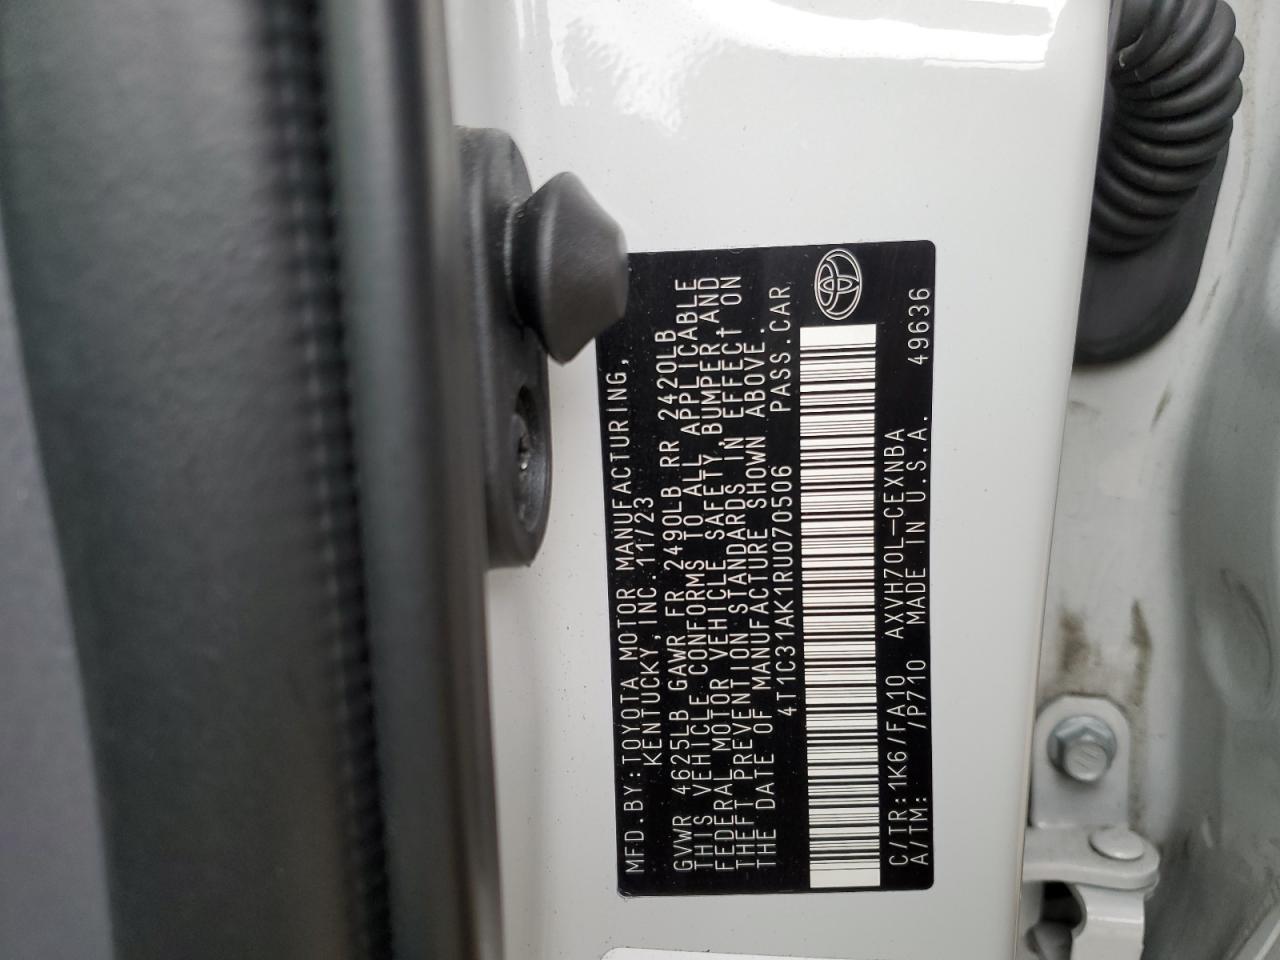 MFD.BY:TOYOTA MOTOR MANUFACTURING,
KENTUCKY,INC. 11/23
GVWR 4625LB GAWR FR 2490LB RR 2420LB
THIS VEHICLE CONFORMS TO ALL APPLICABLE
FEDERAL MOTOR VEHICLE SAFETY,BUMPER,AND
THEFT PREVENTION STANDARDS IN EFFECT ON
THE DATE OF MANUFACTURE SHOWN ABOVE.
4T1C31AK1RU070506 PASS.CAR
C/TR:1K6/FA10 AXVH70L-CEXNBA
A/TM: /P710 MADE IN U.S.A. 49636